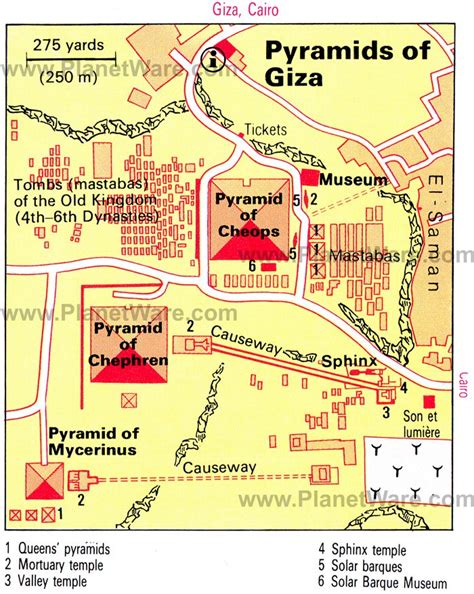 Giza, Cairo
275 yards
(250 m)
i
Pyramids of
Giza
www.PlanetWare.com
Tickets
Tombs (mastabas)
of the Old Kingdom
(4th-6th Dynasties)
Museum
5
2
Pyramid
of
Cheops
El-Saman
1
1
1
5
Mastabas
6
www.PlanetWare.com
Pyramid
of
Chephren
2
Causeway
Sphinx
4
3
Cairo
Son et
lumière
Pyramid of
Mycerinus
2
Causeway
1
www.PlanetWare.com
1 Queens' pyramids
2 Mortuary temple
3 Valley temple
4 Sphinx temple
5 Solar barques
6 Solar Barque Museum